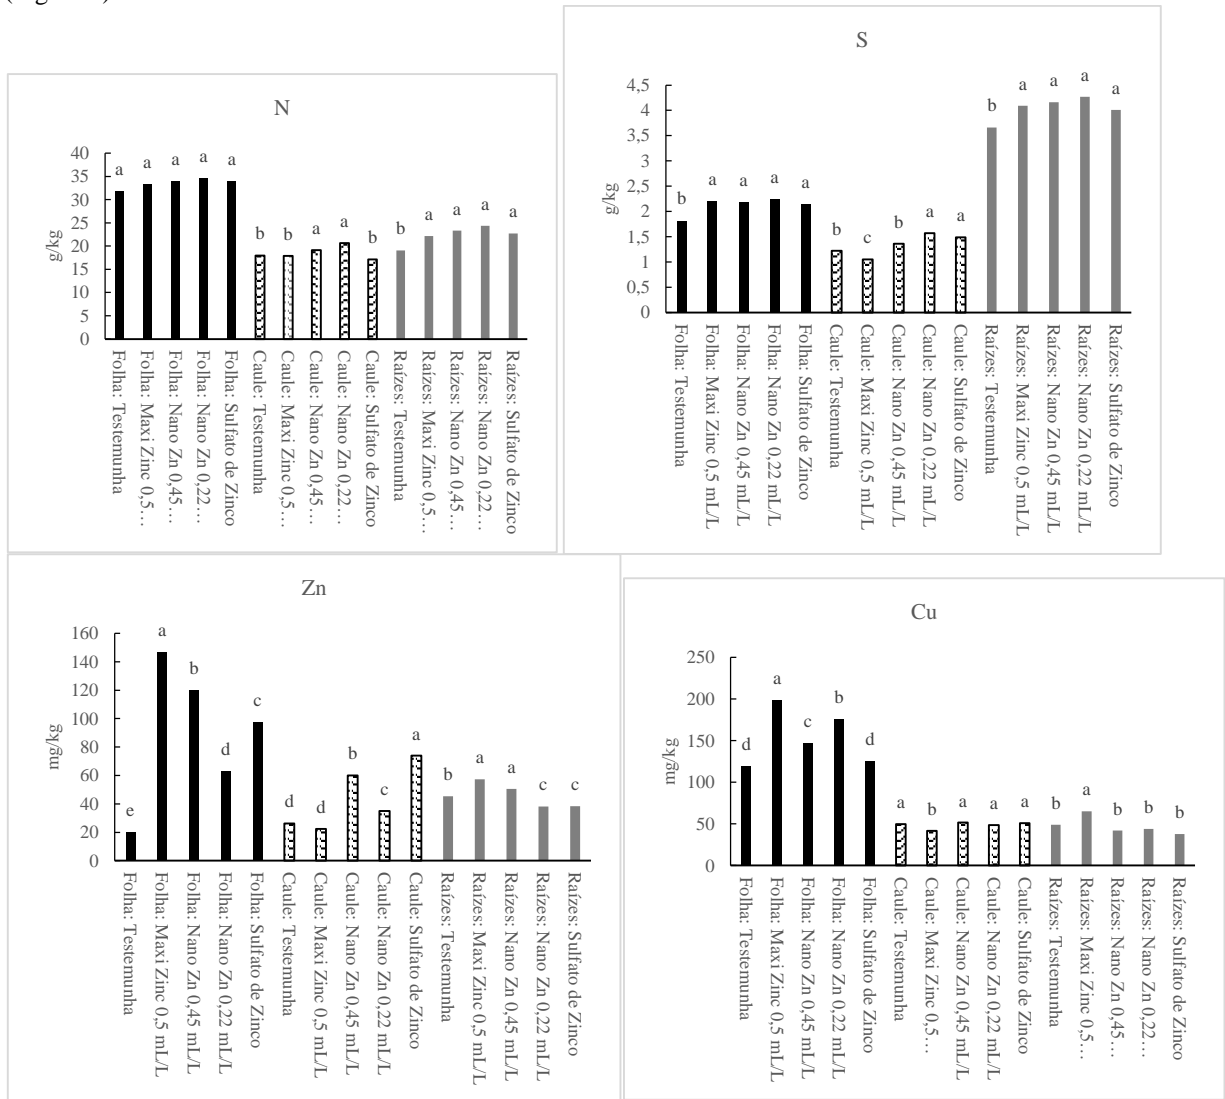 N
g/kg
40
35
30
25
20
15
10
5
0
a a a a a b b a a b b a a a a
Folha: Testemunha
Folha: Maxi Zinc 0,5…
Folha: Nano Zn 0,45…
Folha: Nano Zn 0,22…
Folha: Sulfato de Zinco
Caule: Testemunha
Caule: Maxi Zinc 0,5…
Caule: Nano Zn 0,45…
Caule: Nano Zn 0,22…
Caule: Sulfato de Zinco
Raízes: Testemunha
Raízes: Maxi Zinc 0,5…
Raízes: Nano Zn 0,45…
Raízes: Nano Zn 0,22…
Raízes: Sulfato de Zinco
S
g/kg
4,5
4
3,5
3
2,5
2
1,5
1
0,5
0
b a a a a b c b a a b a a a a
Folha: Testemunha
Folha: Maxi Zinc 0,5 mL/L
Folha: Nano Zn 0,45 mL/L
Folha: Nano Zn 0,22 mL/L
Folha: Sulfato de Zinco
Caule: Testemunha
Caule: Maxi Zinc 0,5 mL/L
Caule: Nano Zn 0,45 mL/L
Caule: Nano Zn 0,22 mL/L
Caule: Sulfato de Zinco
Raízes: Testemunha
Raízes: Maxi Zinc 0,5 mL/L
Raízes: Nano Zn 0,45 mL/L
Raízes: Nano Zn 0,22 mL/L
Raízes: Sulfato de Zinco
Zn
mg/kg
160
140
120
100
80
60
40
20
0
e a b d c d d b c a b a a c c
Folha: Testemunha
Folha: Maxi Zinc 0,5 mL/L
Folha: Nano Zn 0,45 mL/L
Folha: Nano Zn 0,22 mL/L
Folha: Sulfato de Zinco
Caule: Testemunha
Caule: Maxi Zinc 0,5 mL/L
Caule: Nano Zn 0,45 mL/L
Caule: Nano Zn 0,22 mL/L
Caule: Sulfato de Zinco
Raízes: Testemunha
Raízes: Maxi Zinc 0,5 mL/L
Raízes: Nano Zn 0,45 mL/L
Raízes: Nano Zn 0,22 mL/L
Raízes: Sulfato de Zinco
Cu
mg/kg
250
200
150
100
50
0
d a c b d a b a a a b a b b b
Folha: Testemunha
Folha: Maxi Zinc 0,5 mL/L
Folha: Nano Zn 0,45 mL/L
Folha: Nano Zn 0,22 mL/L
Folha: Sulfato de Zinco
Caule: Testemunha
Caule: Maxi Zinc 0,5…
Caule: Nano Zn 0,45 mL/L
Caule: Nano Zn 0,22 mL/L
Caule: Sulfato de Zinco
Raízes: Testemunha
Raízes: Maxi Zinc 0,5…
Raízes: Nano Zn 0,45…
Raízes: Nano Zn 0,22…
Raízes: Sulfato de Zinco